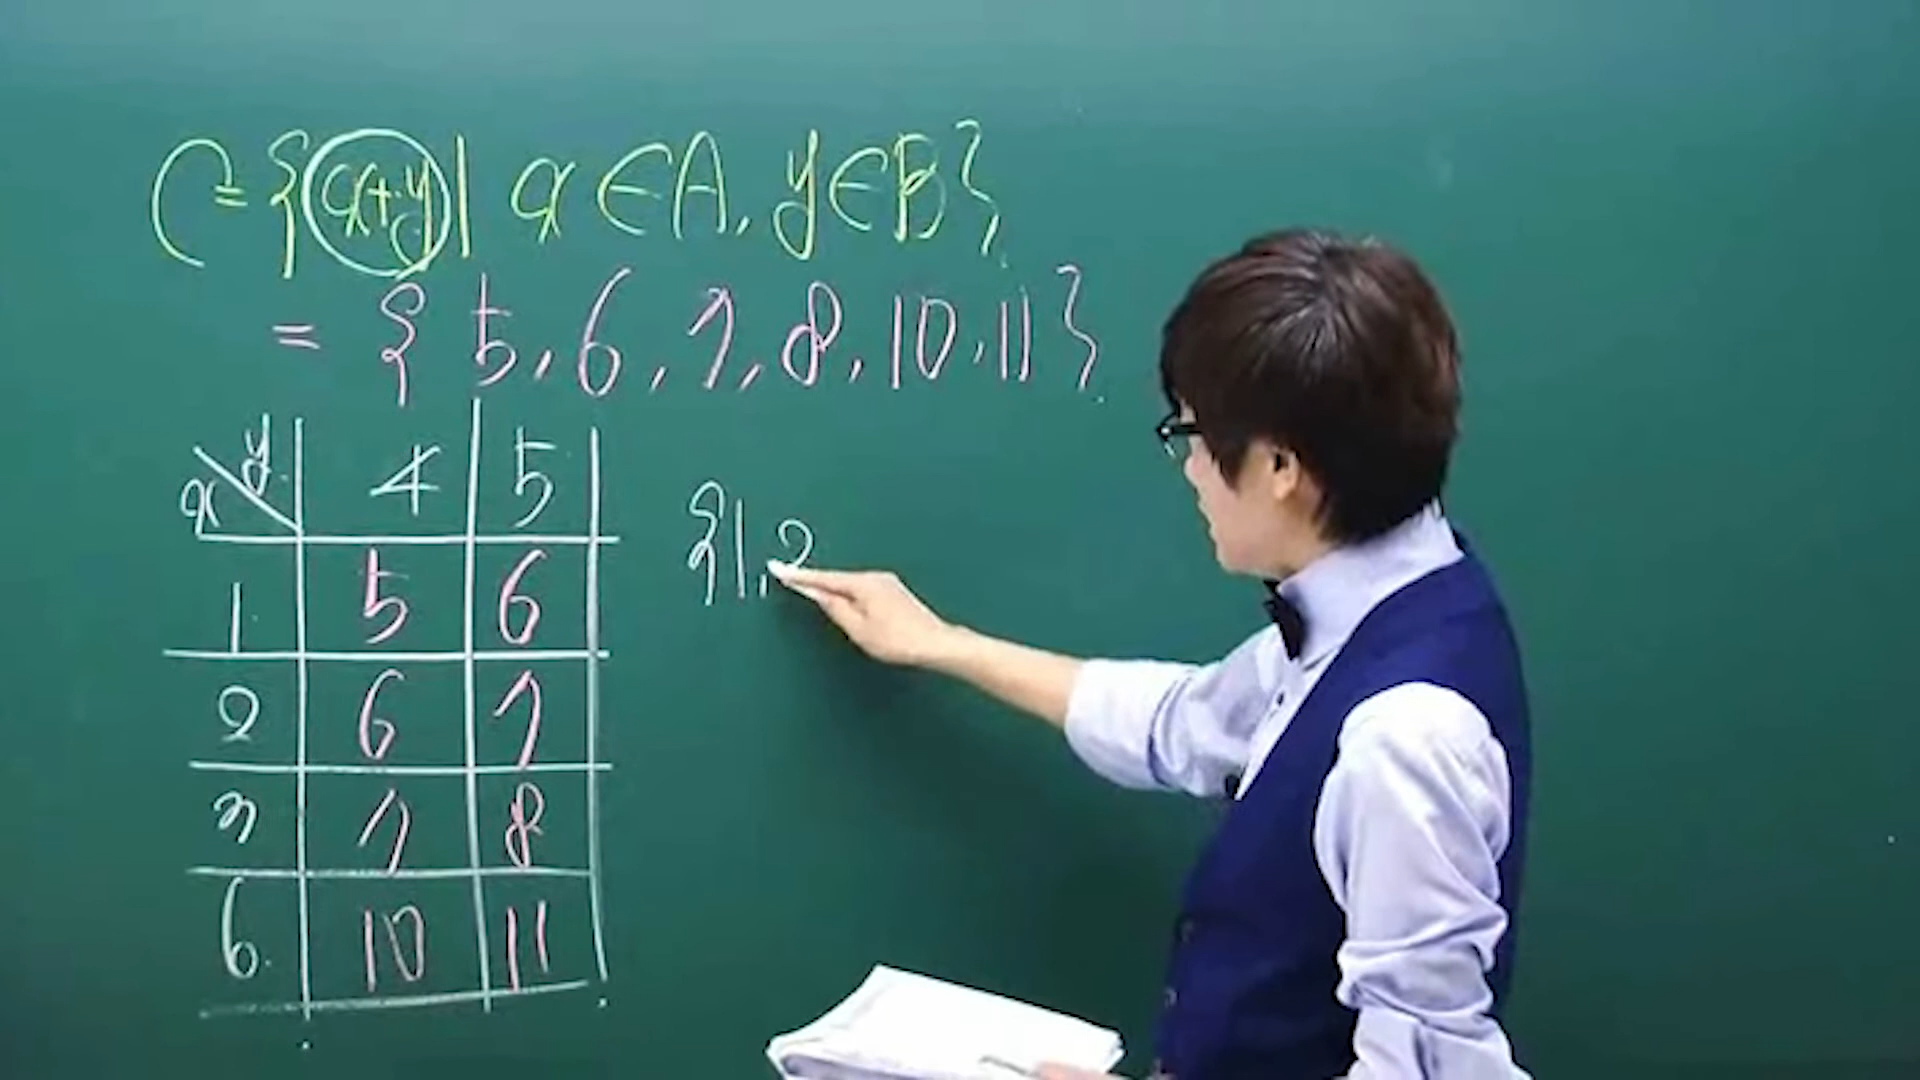 C={x+y| x∈A, y∈B}
= { 5, 6, 7, 8, 10, 11}
x y 4 5
1 5 6
2 6 7
3 7 8
6 10 11
{1,2